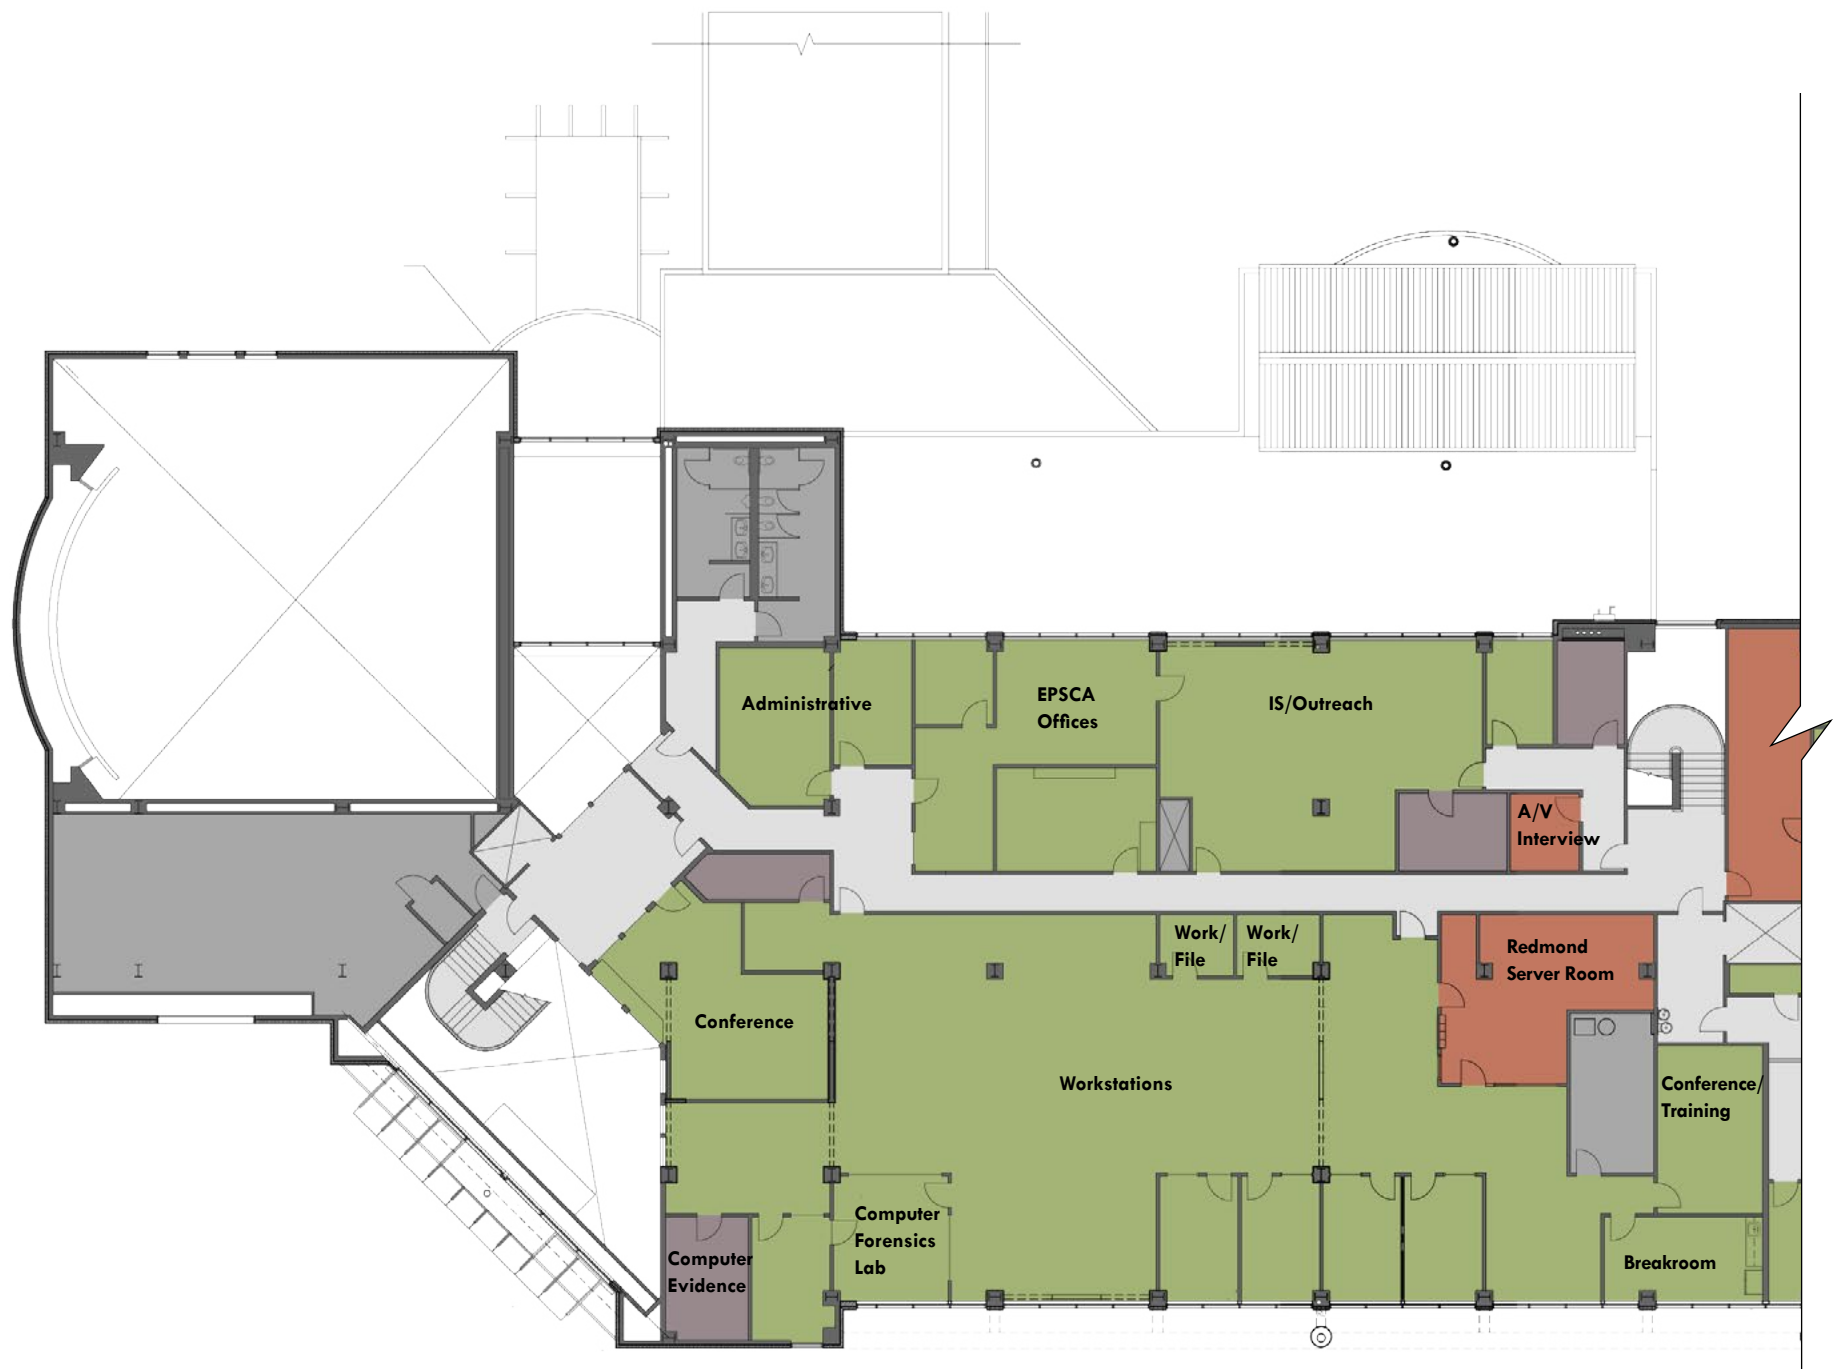 Administrative
EPSCA
Offices
IS/Outreach
A/V
Interview
Work/
File
Work/
File
Redmond
Server Room
Conference
Workstations
Conference/
Training
Computer
Forensics
Lab
Computer
Evidence
Breakroom